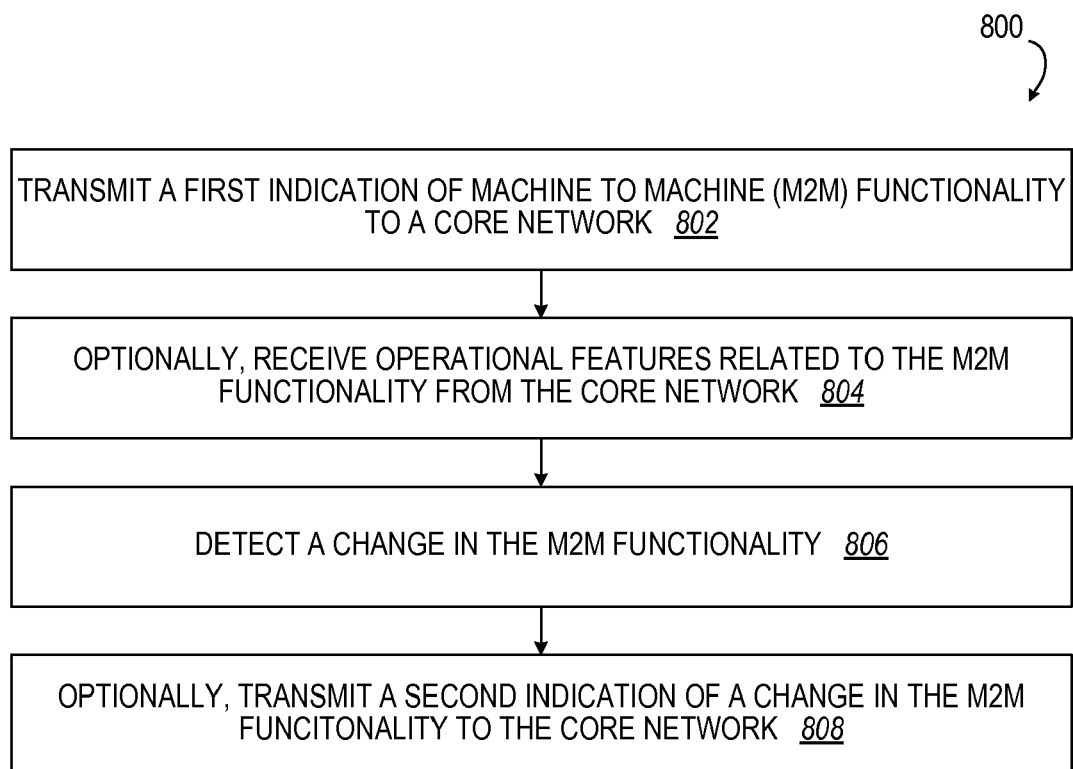 800
TRANSMIT A FIRST INDICATION OF MACHINE TO MACHINE (M2M) FUNCTIONALITY
TO A CORE NETWORK 802
OPTIONALLY, RECEIVE OPERATIONAL FEATURES RELATED TO THE M2M
FUNCTIONALITY FROM THE CORE NETWORK 804
DETECT A CHANGE IN THE M2M FUNCTIONALITY 806
OPTIONALLY, TRANSMIT A SECOND INDICATION OF A CHANGE IN THE M2M
FUNCITONALITY TO THE CORE NETWORK 808